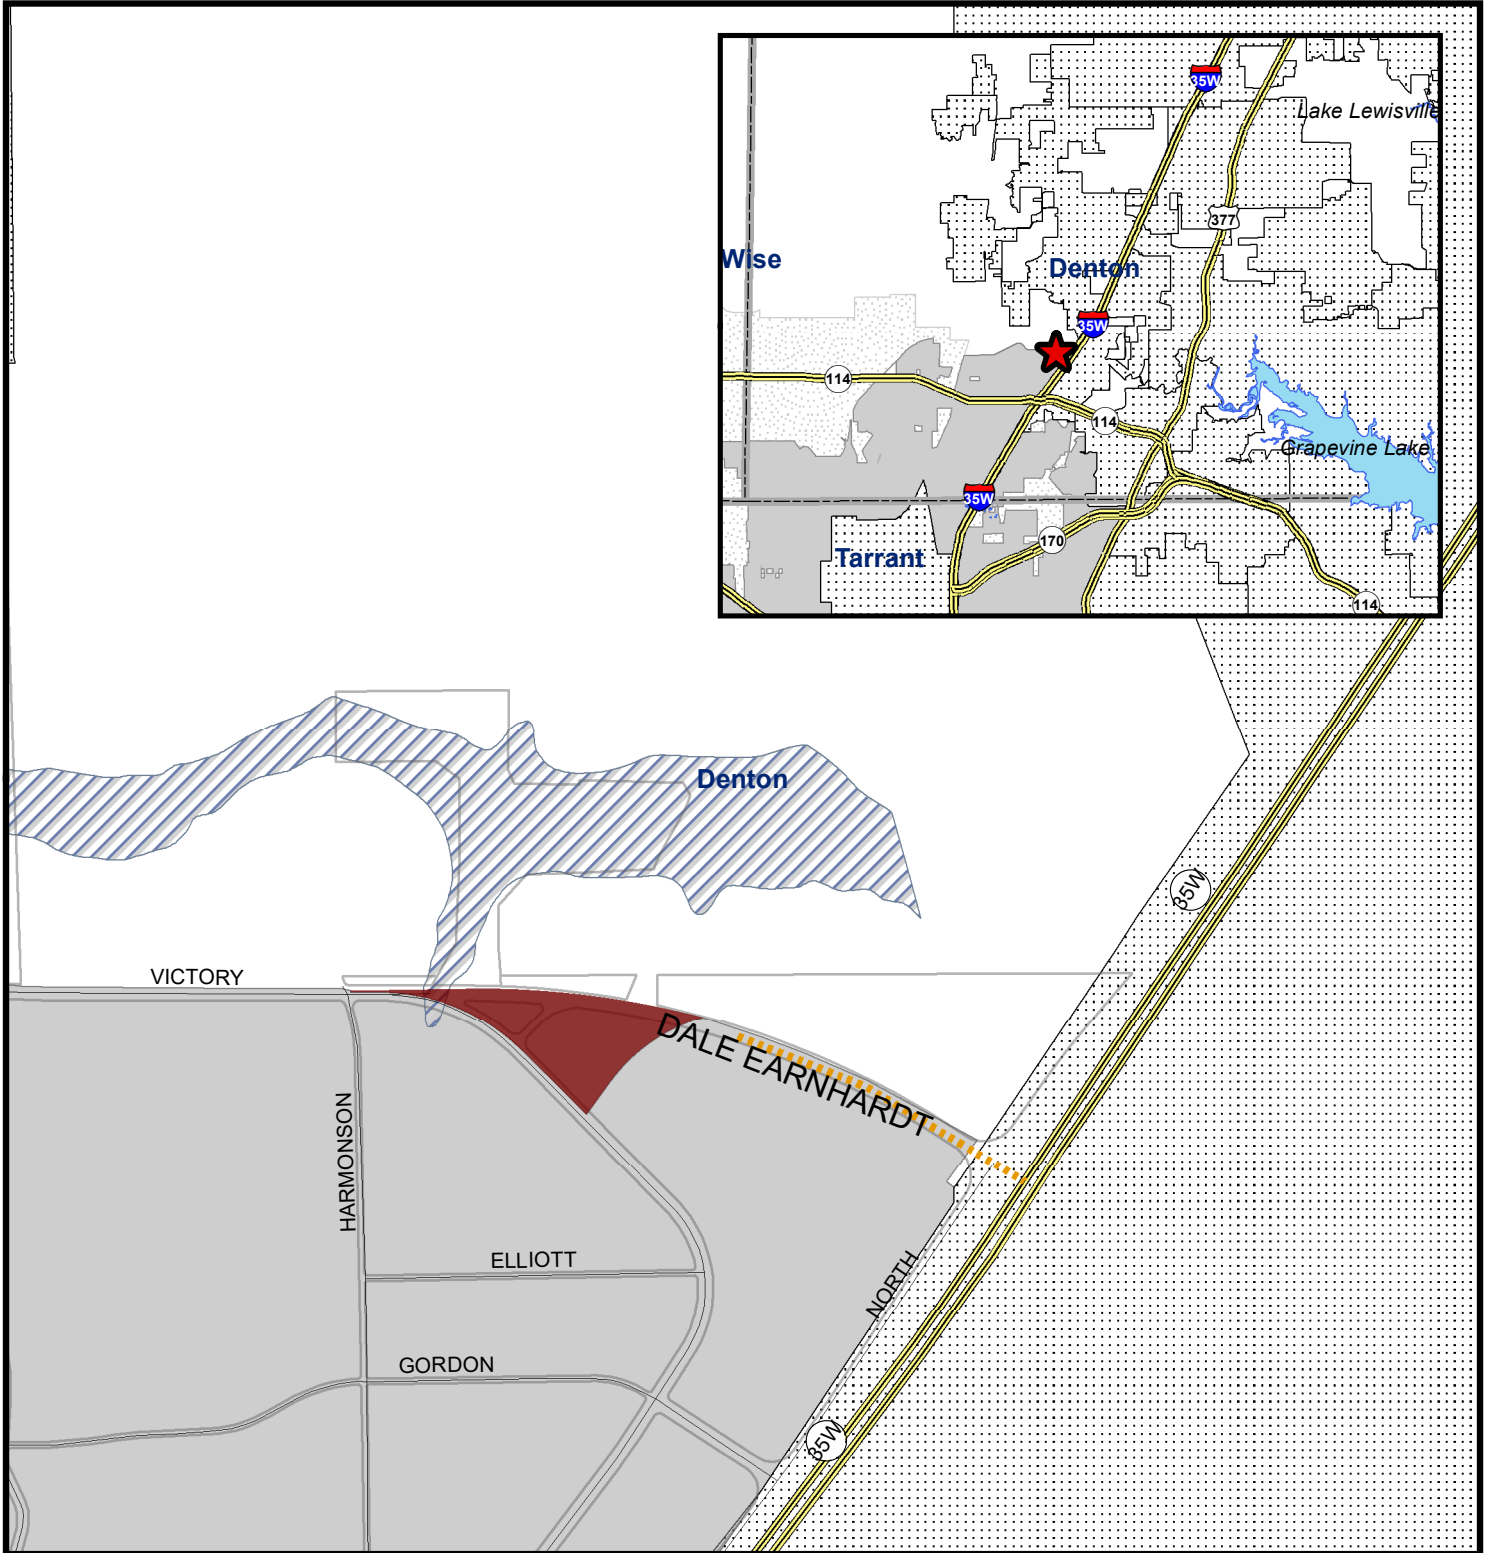 35W
Lake Lewisville
377
Wise
Denton
35W
114
114
Grapevine Lake
35W
170
Tarrant
114
Denton
35W
VICTORY
DALE EARNHARDT
HARMONSON
ELLIOTT
NORTH
GORDON
35W